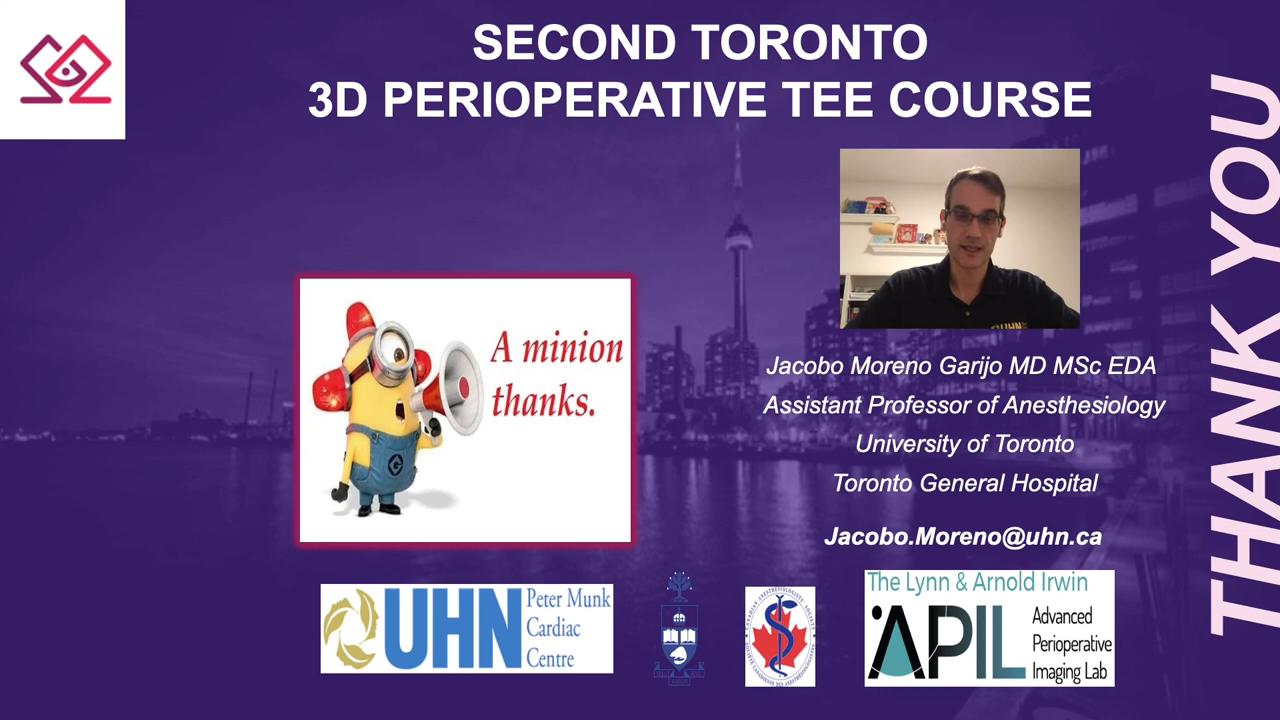 SECOND TORONTO
3D PERIOPERATIVE TEE COURSE
THANK YOU
A minion
thanks.
UHN
Jacobo Moreno Garijo MD MSc EDA
Assistant Professor of Anesthesiology
University of Toronto
Toronto General Hospital
Jacobo.Moreno@uhn.ca
UHN
Peter Munk
Cardiac
Centre
The Lynn & Arnold Irwin
APIL
Advanced
Perioperative
Imaging Lab